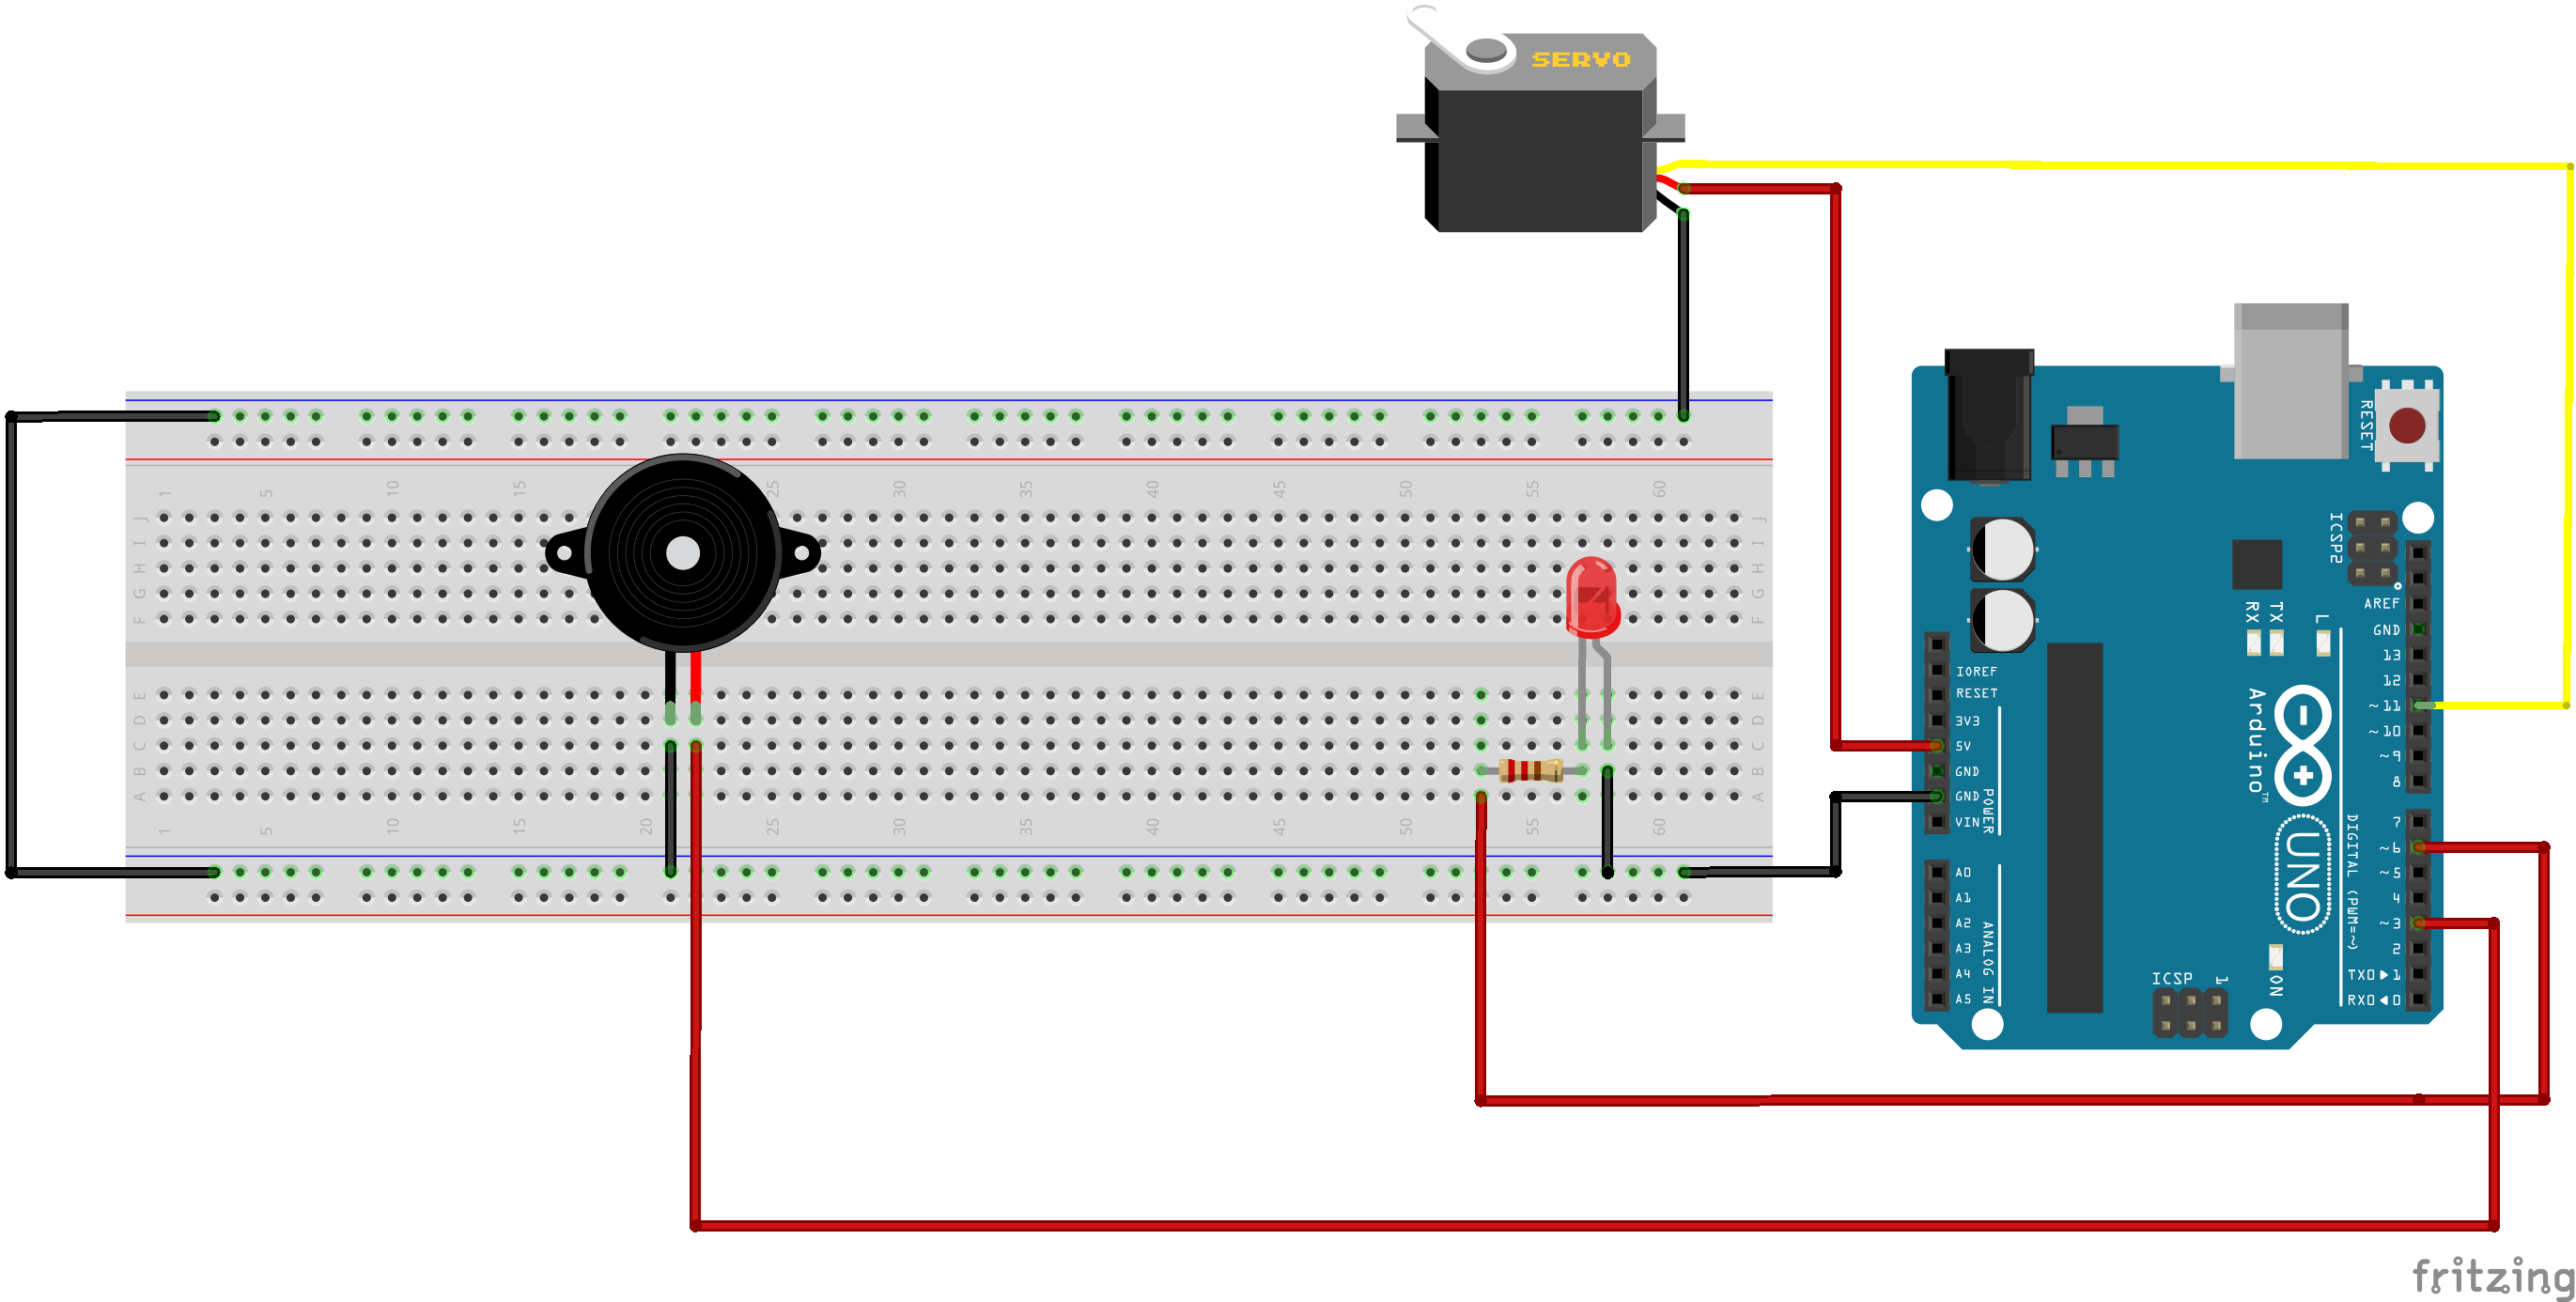 SERVO
1 5 15 25 30 35 40 45 50 55 60
J J
I I
H H
G G
F F
E E
D D
C C
B B
A A
1 5 10 15 20 25 30 35 40 45 50 55 60
10
RESET
ICSP2
AREF
GND
13
12
~11
~10
~9
8
7
~6
~5
4
~3
2
TX0▶1
RX0◀0
RX
TX
L
IOREF
RESET
3V3
5V
GND
GND
VIN
POWER
A0
A1
A2
A3
A4
A5
ANALOG IN
Arduino™
UNO
DIGITAL (PWM=~)
ICSP
1
ON
fritzing